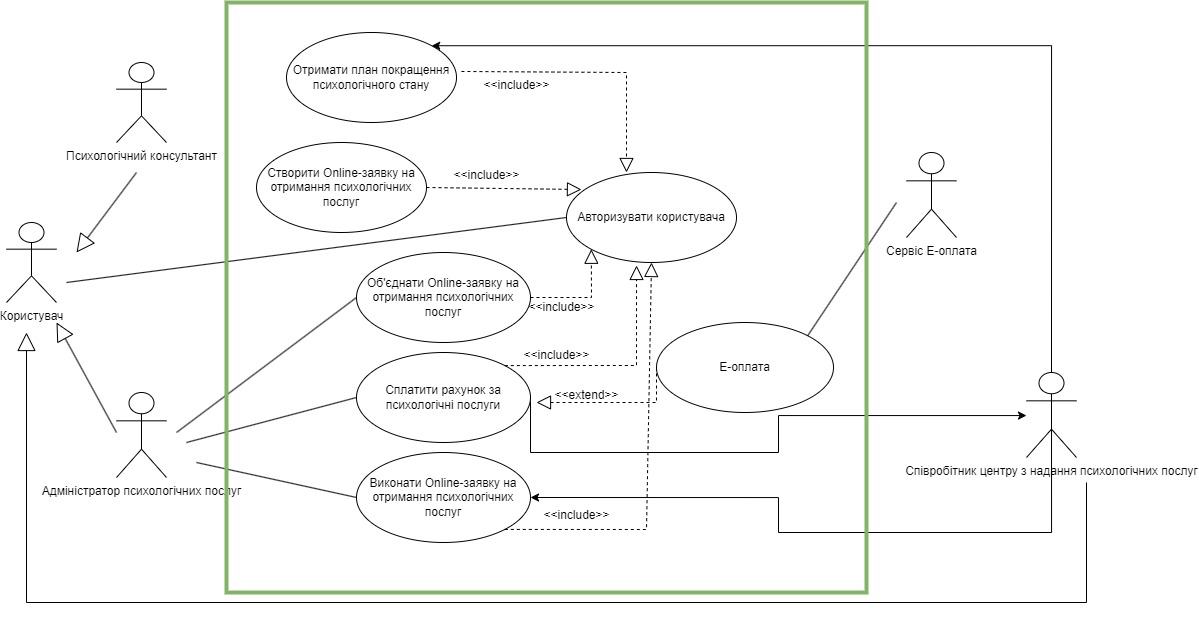 Отримати план покращення
психологічного стану
<<include>>
Психологічний консультант
Створити Online-заявку на
отримання психологічних
послуг
<<include>>
Авторизувати користувача
Сервіс Е-оплата
Користувач
Об'єднати Online-заявку на
отримання психологічних
послуг
<<include>>
<<include>>
Е-оплата
Сплатити рахунок за
психологічні послуги
<<extend>>
Співробітник центру з надання психологічних послуг
Адміністратор психологічних послуг
Виконати Online-заявку на
отримання психологічних
послуг
<<include>>